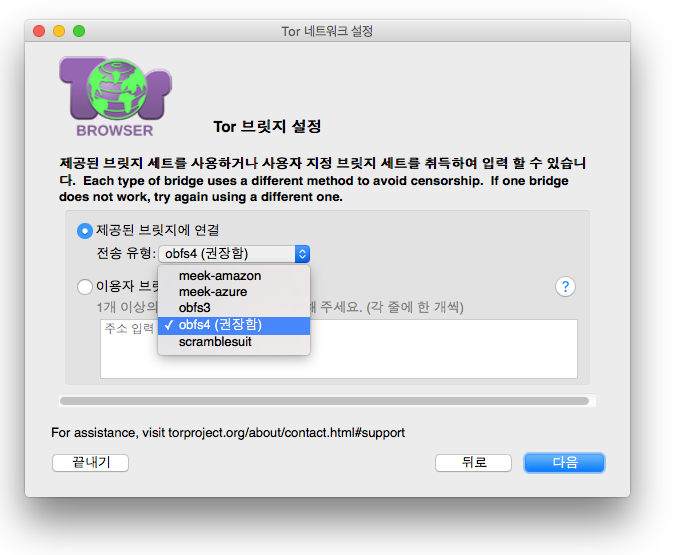 Tor 네트워크 설정
Tor
BROWSER
Tor 브릿지 설정
제공된 브릿지 세트를 사용하거나 사용자 지정 브릿지 세트를 취득하여 입력 할 수 있습니
다. Each type of bridge uses a different method to avoid censorship. If one bridge
does not work, try again using a different one.
제공된 브릿지에 연결
전송 유형: obfs4 (권장함)
meek-amazon
meek-azure
obfs3
✓ obfs4 (권장함)
scramblesuit
이용자 브릿
?
1개 이상의 해 주세요. (각 줄에 한 개씩)
주소 입력
For assistance, visit torproject.org/about/contact.html#support
끝내기
뒤로
다음